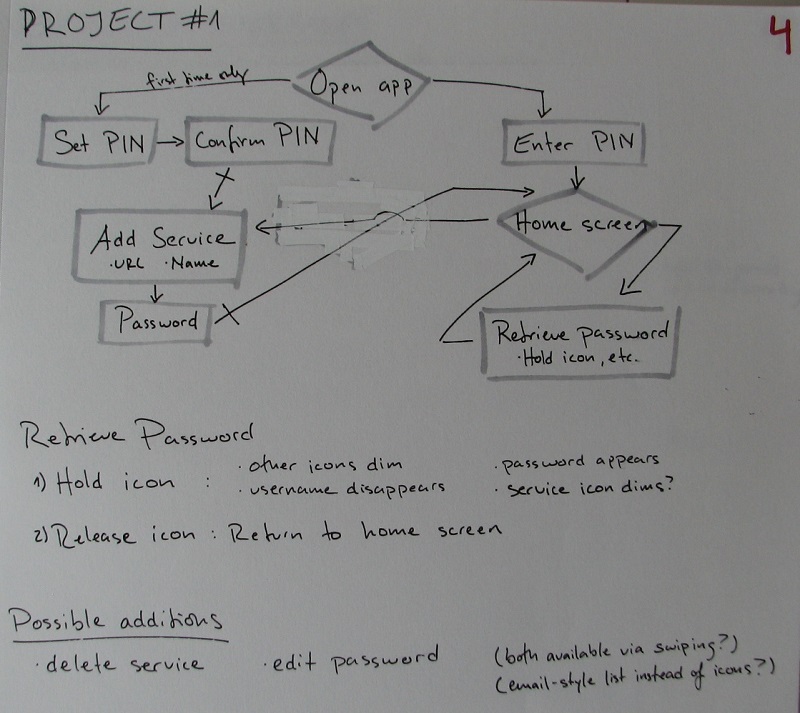 PROJECT #1
4
first time only
Open app
Set PIN
Confirm PIN
Enter PIN
Add Service
·URL ·Name
Home screen
Password
Retrieve password
·Hold icon, etc.
Retrieve Password
1) Hold icon :
· other icons dim
· username disappears
· password appears
· service icon dims?
2) Release icon : Return to home screen
Possible additions
· delete service
· edit password
(both available via swiping?)
(email-style list instead of icons?)